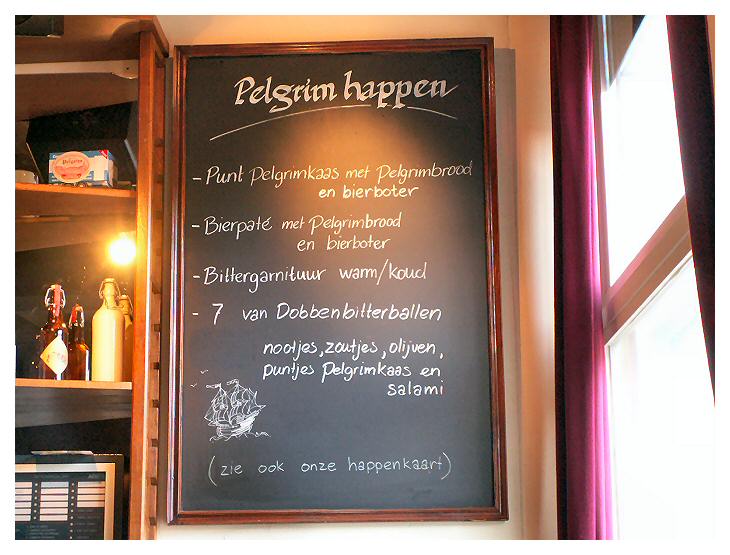 Pelgrim happen
- Punt Pelgrimkaas met Pelgrimbrood
en bierboter
- Bierpaté met Pelgrimbrood
en bierboter
- Bittergarnituur warm/koud
- 7 van Dobbenbitterballen
nootjes, zoutjes, olijven,
puntjes Pelgrimkaas en
salami
(zie ook onze happenkaart)
Pelgrim